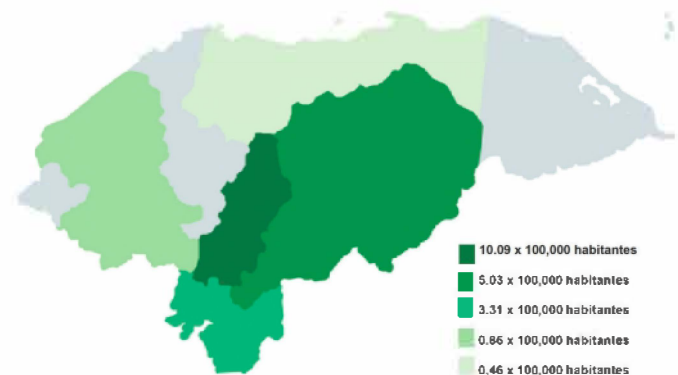 10.09 x 100,000 habitantes
5.03 x 100,000 habitantes
3.31 x 100,000 habitantes
0.86 x 100,000 habitantes
0.46 x 100,000 habitantes